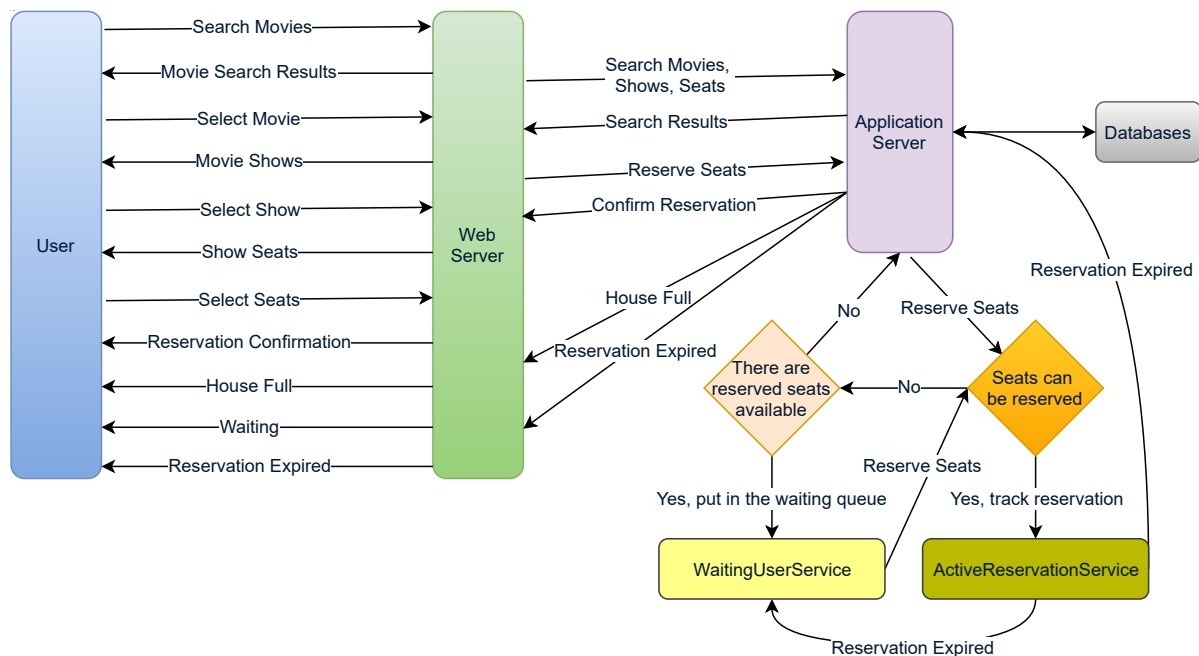 Search Movies
Movie Search Results
Select Movie
Movie Shows
Select Show
Show Seats
Select Seats
Reservation Confirmation
House Full
Waiting
Reservation Expired
User
Web
Server
Search Movies,
Shows, Seats
Search Results
Reserve Seats
Confirm Reservation
House Full
Reservation Expired
Application
Server
Databases
Reservation Expired
No
Reserve Seats
There are
reserved seats
available
No
Seats can
be reserved
Reserve Seats
Yes, put in the waiting queue
Yes, track reservation
WaitingUserService
ActiveReservationService
Reservation Expired